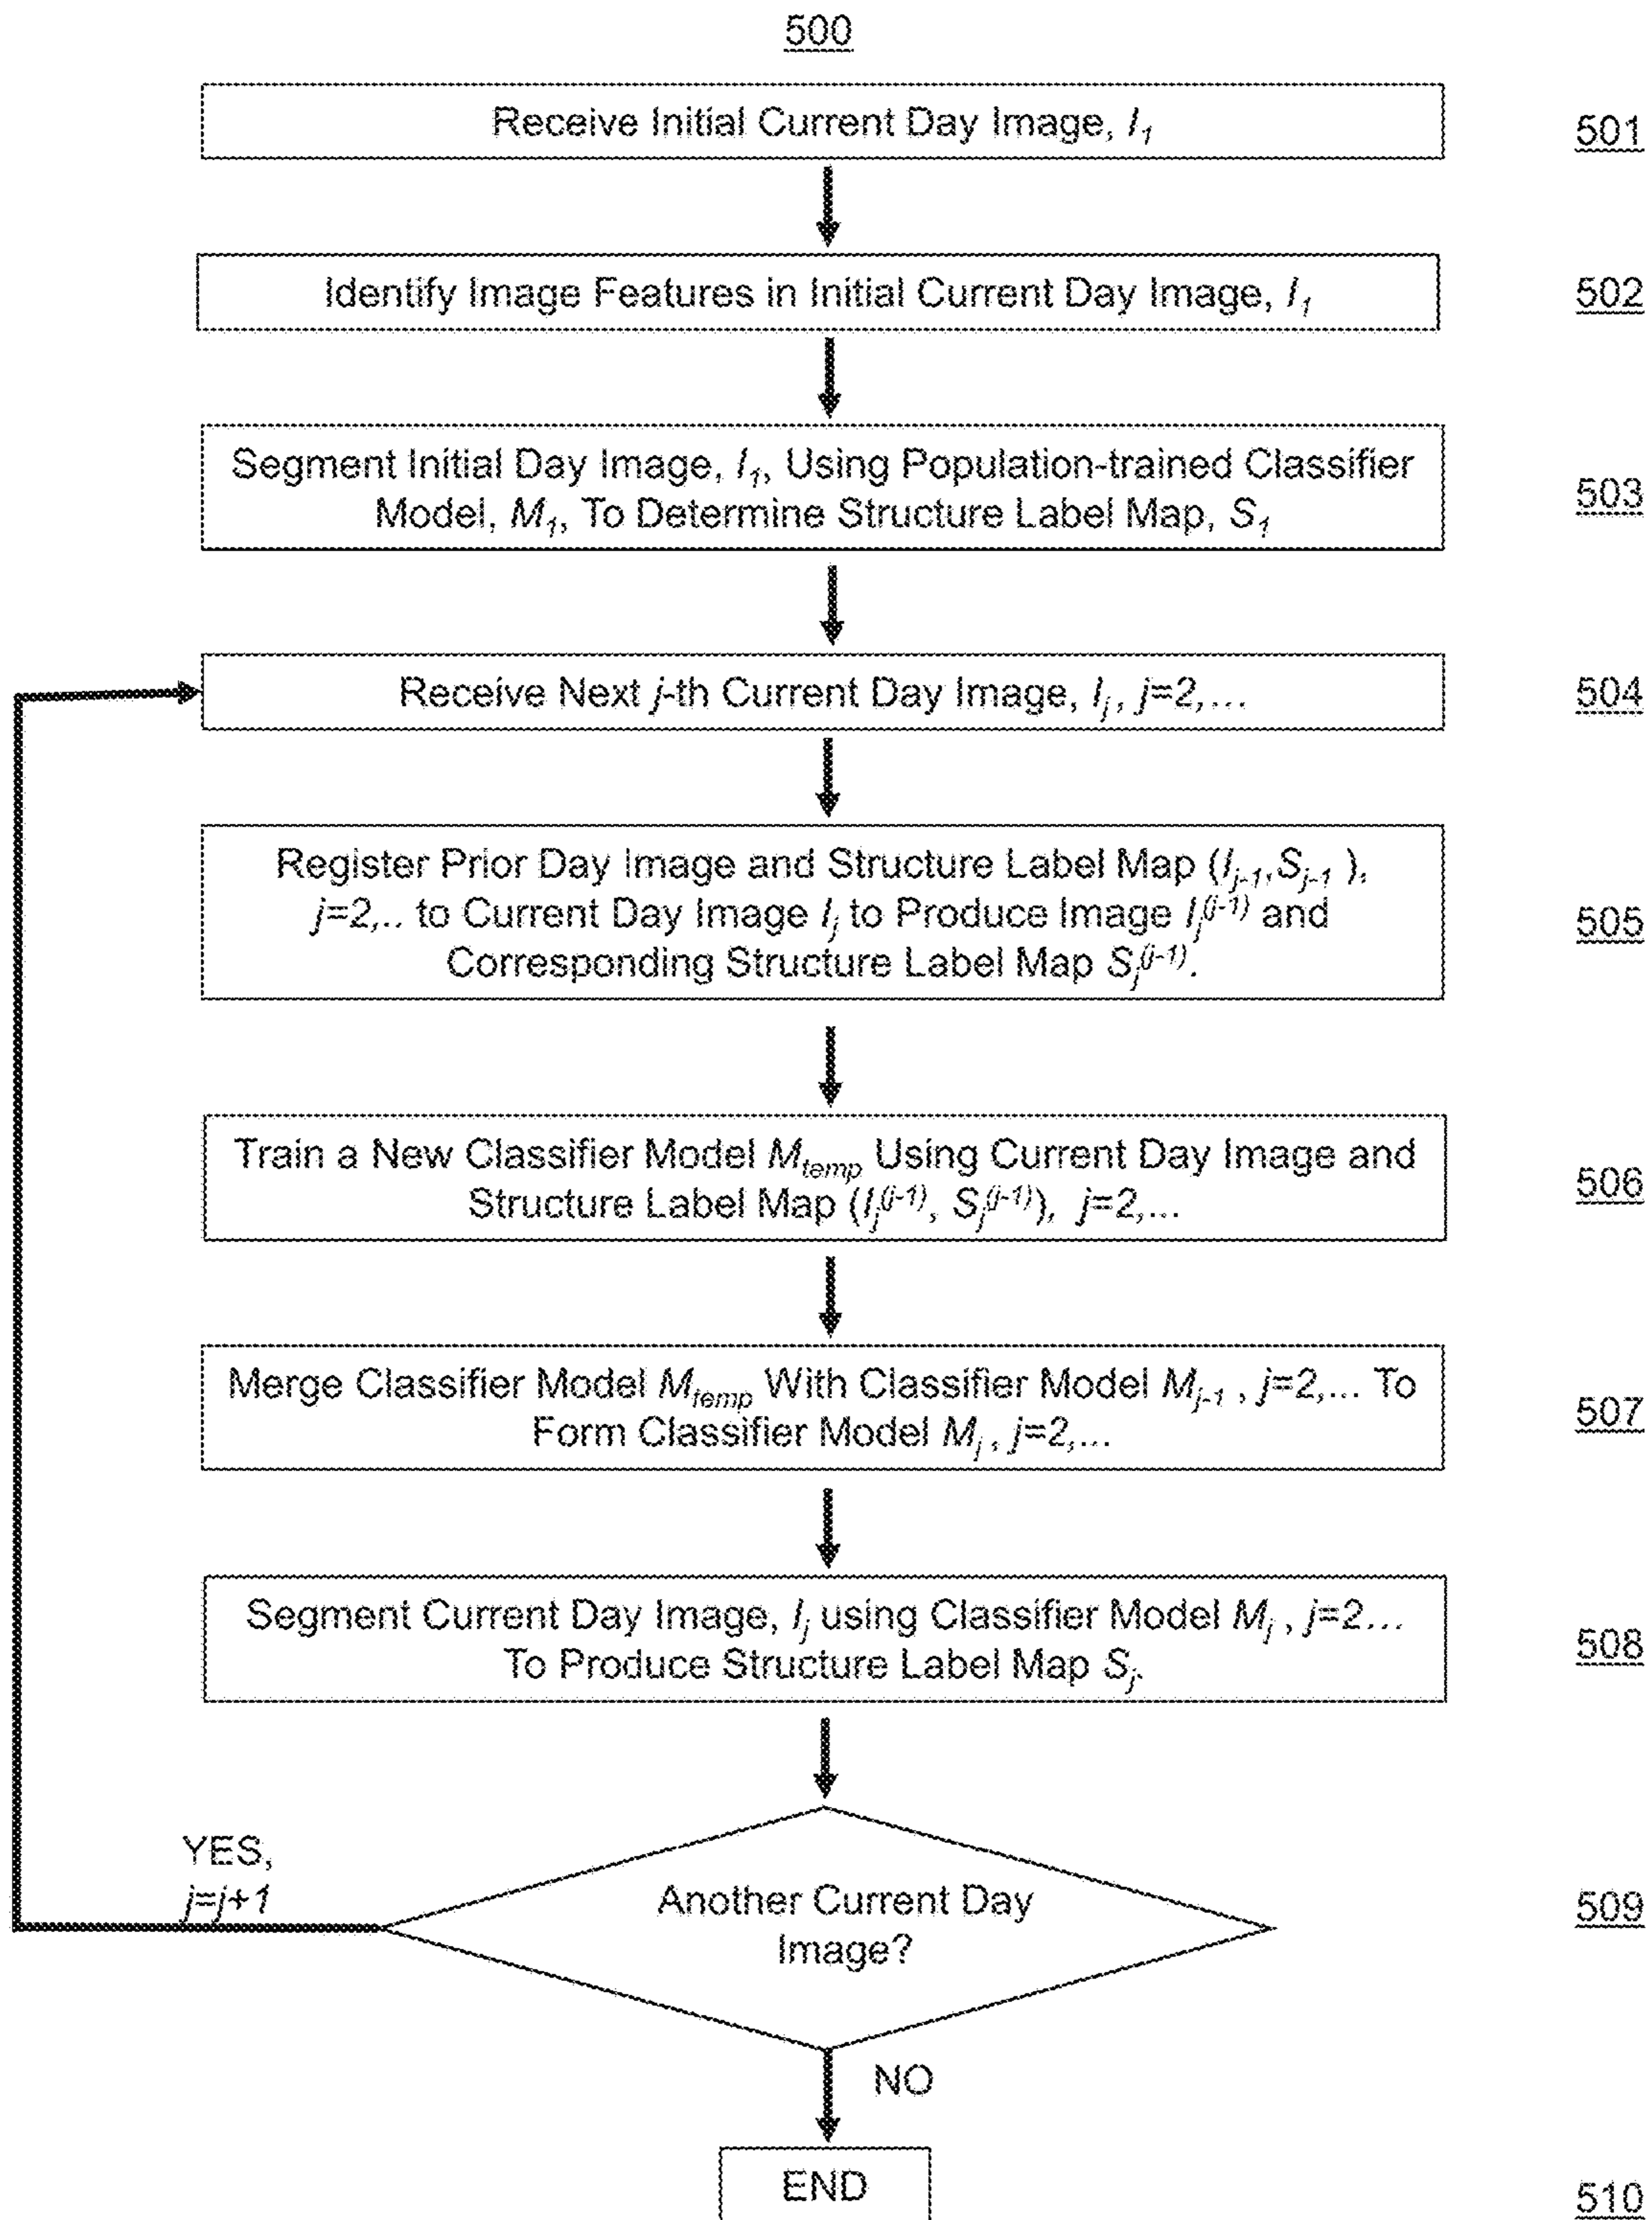 500
Receive Initial Current Day Image, I1
501
Identify Image Features in Initial Current Day Image, I1
502
Segment Initial Day Image, I1, Using Population-trained Classifier
Model, M1, To Determine Structure Label Map, S1
503
Receive Next j-th Current Day Image, Ij, j=2,...
504
Register Prior Day Image and Structure Label Map (Ij-1,Sj-1 ),
j=2,.. to Current Day Image Ij to Produce Image Ij(j-1) and
Corresponding Structure Label Map Sj(j-1).
505
Train a New Classifier Model Mtemp Using Current Day Image and
Structure Label Map (Ij(j-1), Sj(j-1)), j=2,...
506
Merge Classifier Model Mtemp With Classifier Model Mj-1 , j=2,... To
Form Classifier Model Mj , j=2,...
507
Segment Current Day Image, Ij using Classifier Model Mj , j=2...
To Produce Structure Label Map Sj.
508
YES,
j=j+1
Another Current Day
Image?
509
NO
END
510